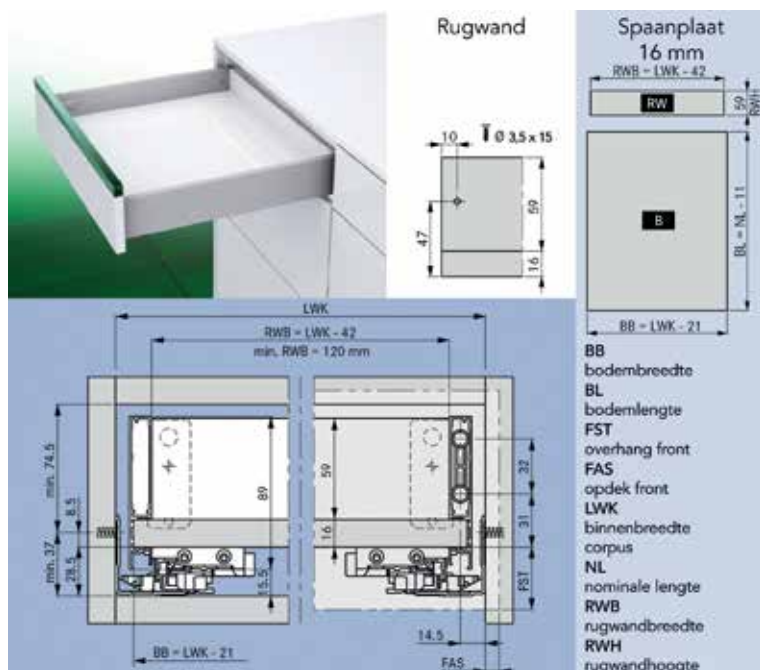 Rugwand
10
Ø 3,5 x 15
47
59
16
Spaanplaat
16 mm
RWB = LWK - 42
RW
59
RWH
B
BL = NL - 11
BB = LWK - 21
LWK
RWB = LWK - 42
min. RWB = 120 mm
min. 74.5
8.5
min. 37
28.5
89
15.5
59
16
32
31
FST
14.5
BB = LWK - 21
FAS
BB
bodembreedte
BL
bodemlengte
FST
overhang front
FAS
opdek front
LWK
binnenbreedte
corpus
NL
nominale lengte
RWB
rugwandbreedte
RWH
rugwandhoogte